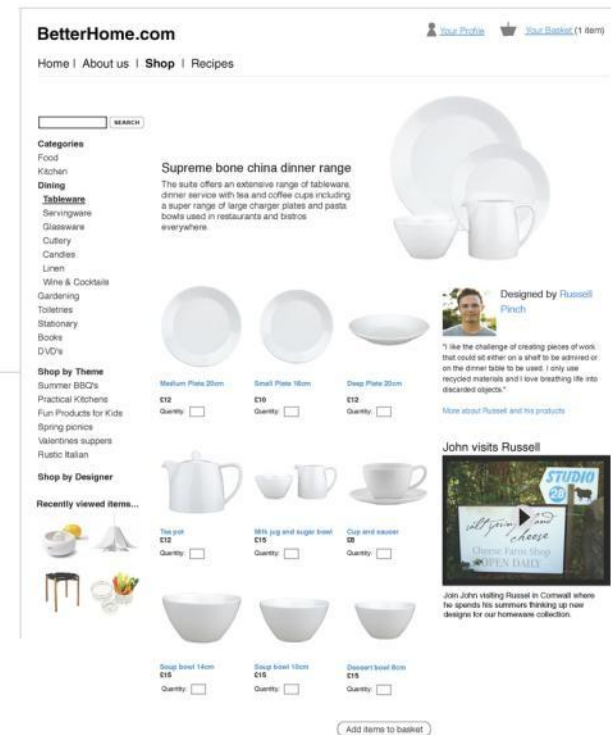 BetterHome.com
Your Profile
Your Basket (1 item)
Home | About us | Shop | Recipes
SEARCH
Categories
Food
Kitchen
Dining
Tableware
Servingware
Glassware
Cutlery
Candles
Linen
Wine & Cocktails
Gardening
Toiletries
Stationary
Books
DVD's
Shop by Theme
Summer BBQ's
Practical Kitchens
Fun Products for Kids
Spring picnics
Valentines suppers
Rustic Italian
Shop by Designer
Recently viewed items...
Supreme bone china dinner range
The suite offers an extensive range of tableware,
dinner service with tea and coffee cups including
a super range of large charger plates and pasta
bowls used in restaurants and bistros
everywhere.
Medium Plate 20cm
£12
Quantity:
Small Plate 16cm
£10
Quantity:
Deep Plate 20cm
£12
Quantity:
Tea pot
£12
Quantity:
Milk jug and sugar bowl
£15
Quantity:
Cup and saucer
£8
Quantity:
Soup bowl 14cm
£15
Quantity:
Soup bowl 10cm
£15
Quantity:
Dessert bowl 8cm
£15
Quantity:
Add items to basket
Designed by Russell
Pinch
"I like the challenge of creating pieces of work
that could sit either on a shelf to be admired or
on the dinner table to be used. I only use
recycled materials and I love breathing life into
discarded objects."
More about Russell and his products
John visits Russell
STUDIO
28
salt spring island
cheese
Cheese Farm Shop
OPEN DAILY
Join John visiting Russel in Cornwall where
he spends his summers thinking up new
designs for our homeware collection.